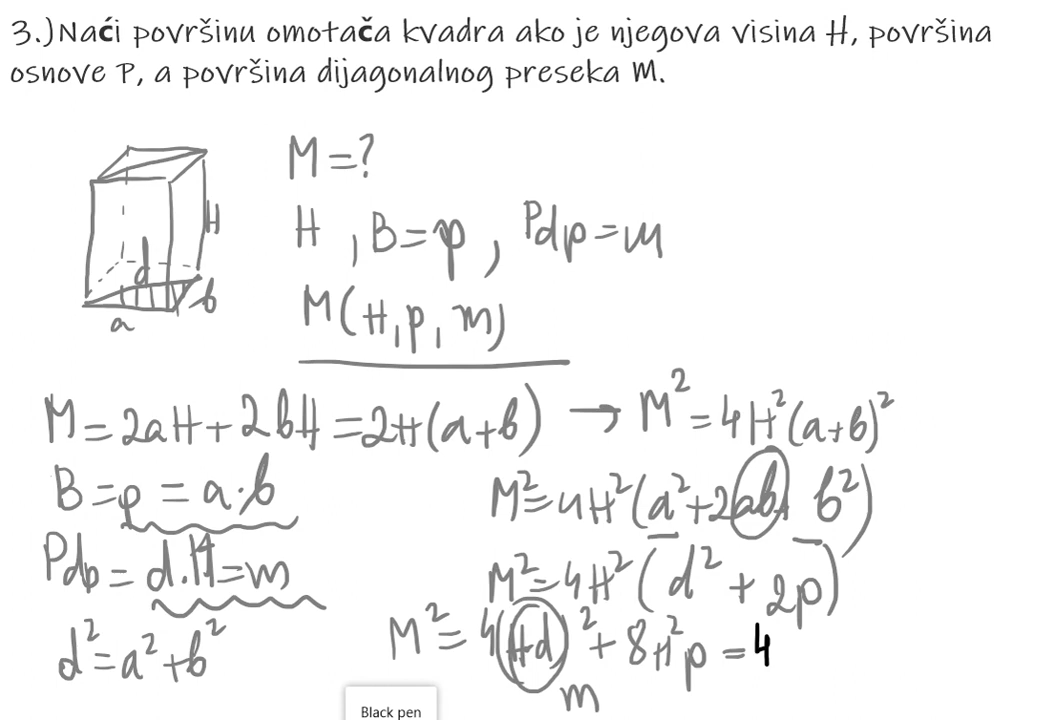 3.) Naći površinu omotača kvadra ako je njegova visina H, površina
osnove P, a površina dijagonalnog preseka M.
M=?
H, B=p, Pdp=m
M(H,p,m)
H
d
b
a
M=2aH+2bH=2H(a+b) → M²=4H²(a+b)²
B=p=a·b
M²=4H²(a²+2ab+b²)
Pdp=d.H=m
M²=4H²(d²+2p)
d²=a²+b²
M²=4(Hd)²+8H²p=4
m
Black pen